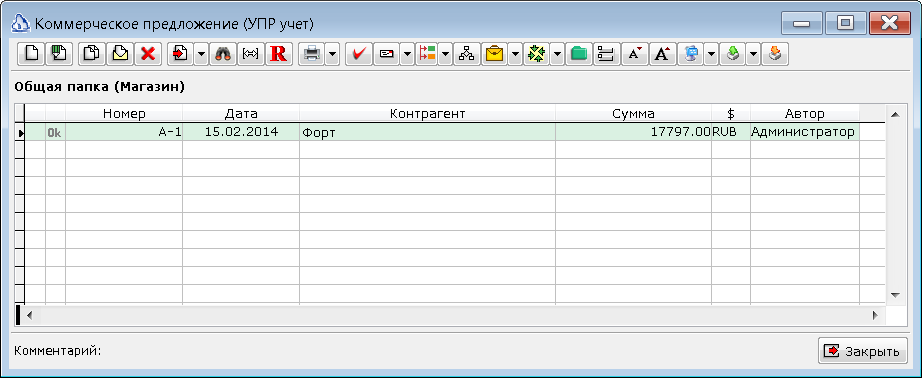 Коммерческое предложение (УПР учет)
R
Общая папка (Магазин)
Номер Дата Контрагент Сумма $ Автор
Ok А-1 15.02.2014 Форт 17797.00 RUB Администратор
Комментарий: Закрыть